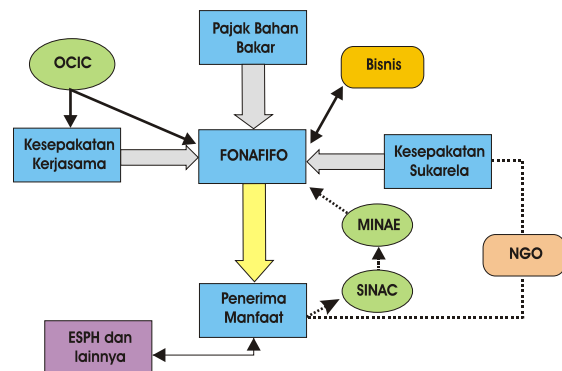 Pajak Bahan
Bakar
OCIC
Bisnis
Kesepakatan
Kerjasama
FONAFIFO
Kesepakatan
Sukarela
MINAE
NGO
SINAC
Penerima
Manfaat
ESPH dan
lainnya